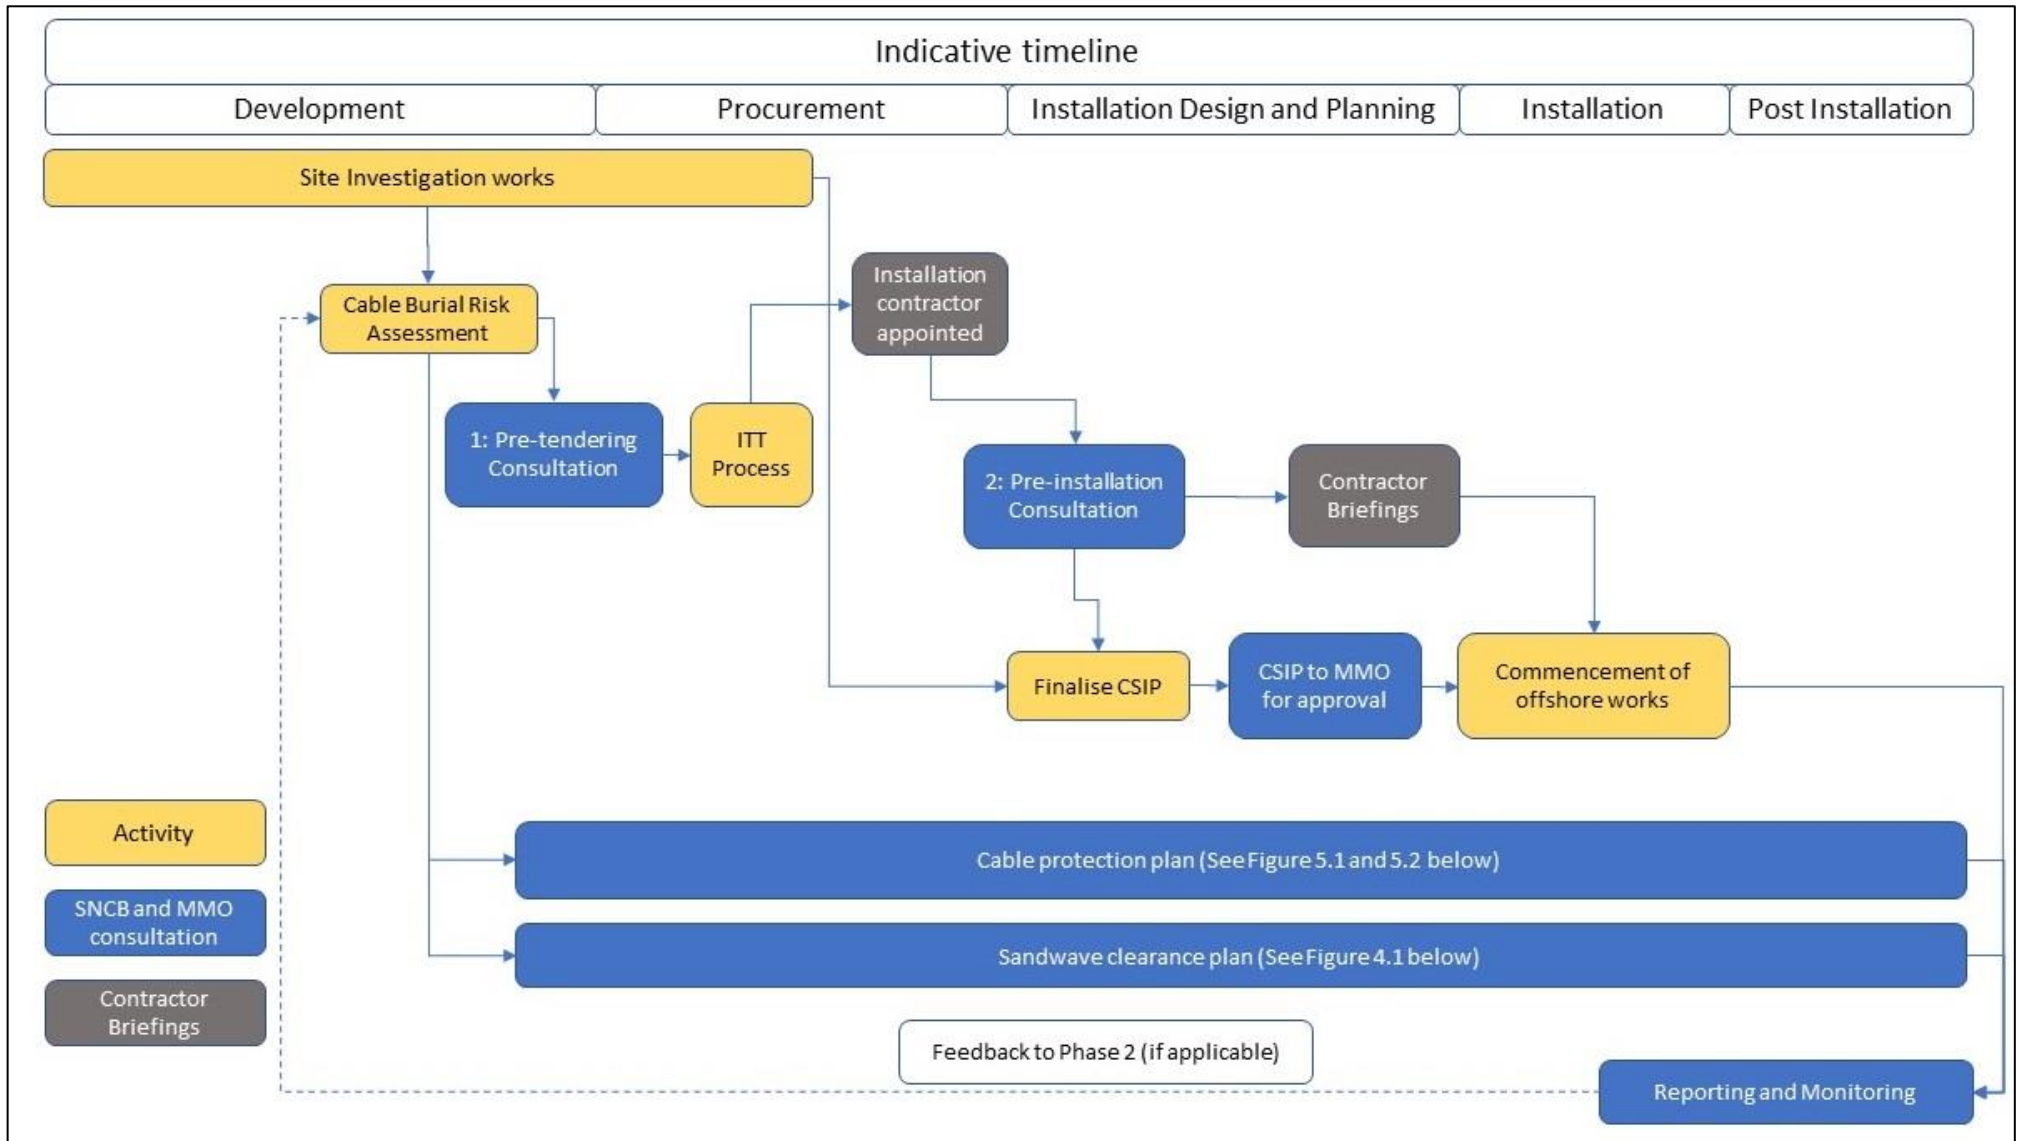 Indicative timeline
Development
Procurement
Installation Design and Planning
Installation
Post Installation
Site Investigation works
Installation
contractor
appointed
Cable Burial Risk
Assessment
1: Pre-tendering
Consultation
ITT
Process
2: Pre-installation
Consultation
Contractor
Briefings
Finalise CSIP
CSIP to MMO
for approval
Commencement of
offshore works
Activity
SNCB and MMO
consultation
Contractor
Briefings
Cable protection plan (See Figure 5.1 and 5.2 below)
Sandwave clearance plan (See Figure 4.1 below)
Feedback to Phase 2 (if applicable)
Reporting and Monitoring